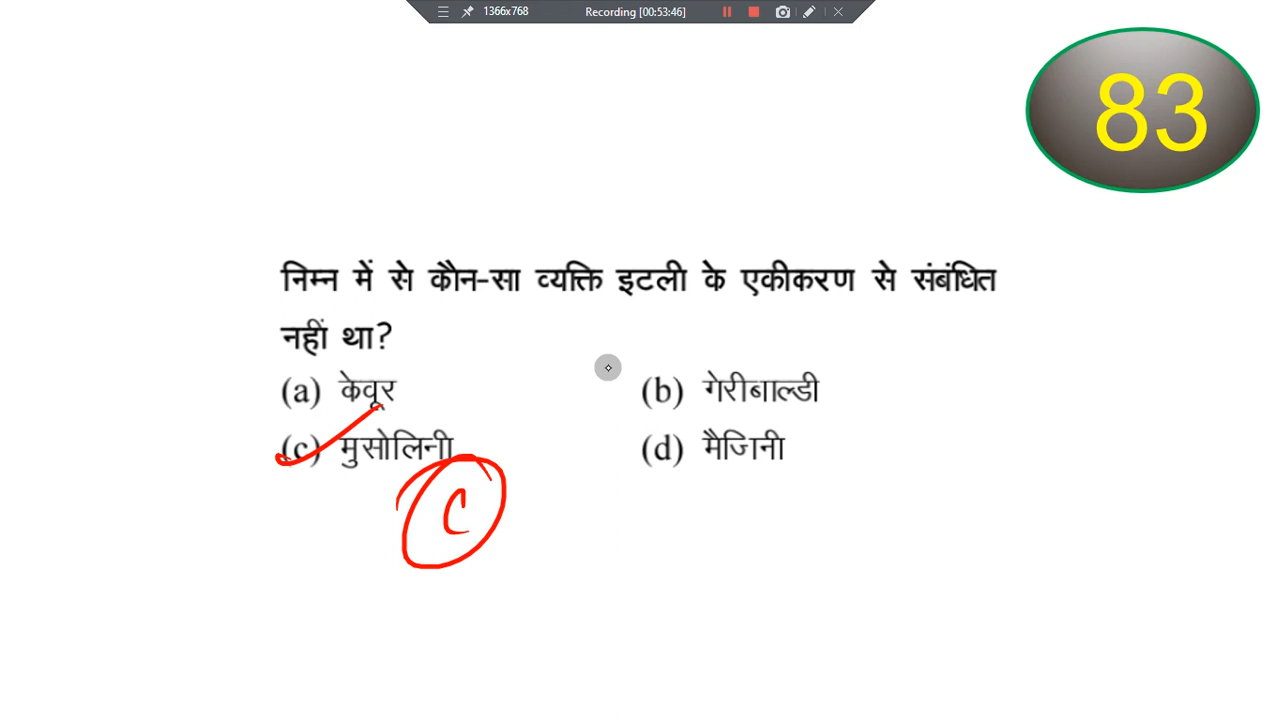 1366x768 Recording [00:53:46]
83
निम्न में से कौन-सा व्यक्ति इटली के एकीकरण से संबंधित
नहीं था?
(a) केवूर (b) गेरीबाल्डी
(c) मुसोलिनी (d) मैजिनी
C